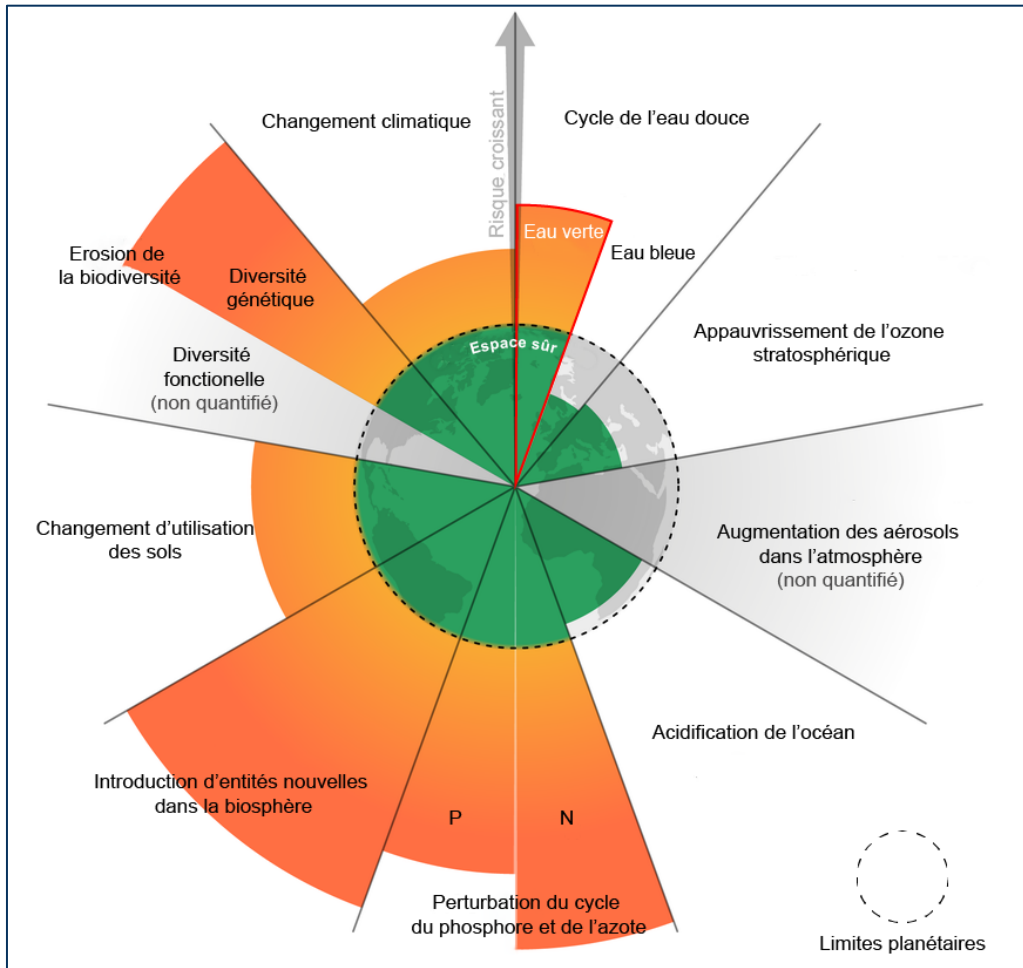 Changement climatique
Cycle de l'eau douce
Risque croissant
Eau verte
Eau bleue
Erosion de
la biodiversité
Diversité
génétique
Appauvrissement de l'ozone
stratosphérique
Espace sûr
Diversité
fonctionelle
(non quantifié)
Changement d'utilisation
des sols
Augmentation des aérosols
dans l'atmosphère
(non quantifié)
Acidification de l'océan
Introduction d'entités nouvelles
dans la biosphère
P
N
Perturbation du cycle
du phosphore et de l'azote
Limites planétaires